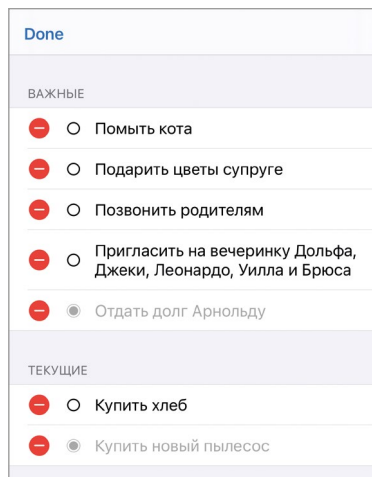 Done
ВАЖНЫЕ
Помыть кота
Подарить цветы супруге
Позвонить родителям
Пригласить на вечеринку Дольфа,
Джеки, Леонардо, Уилла и Брюса
Отдать долг Арнольду
ТЕКУЩИЕ
Купить хлеб
Купить новый пылесос